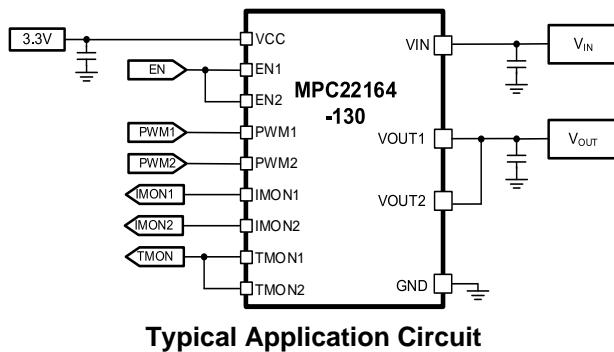 3.3V
VCC
VIN
V_IN
EN
EN1
EN2
MPC22164
-130
PWM1
PWM1
VOUT1
V_OUT
PWM2
PWM2
IMON1
IMON1
VOUT2
IMON2
IMON2
TMON
TMON1
TMON2
GND
Typical Application Circuit